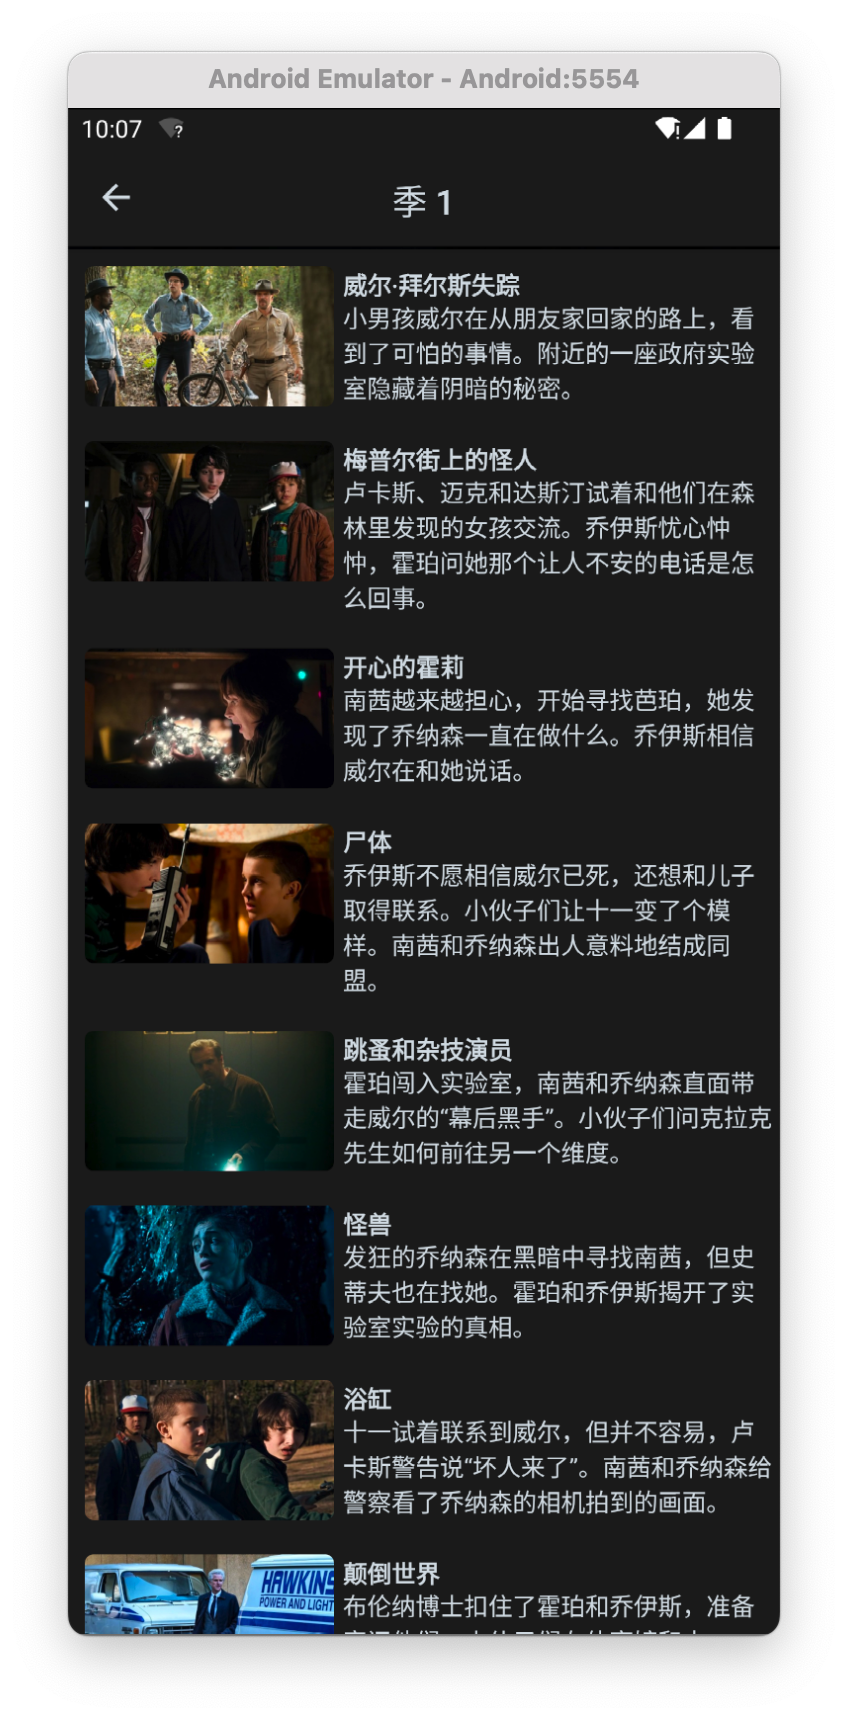 Android Emulator - Android:5554
10:07
季 1
威尔·拜尔斯失踪
小男孩威尔在从朋友家回家的路上，看
到了可怕的事情。附近的一座政府实验
室隐藏着阴暗的秘密。
梅普尔街上的怪人
卢卡斯、迈克和达斯汀试着和他们在森
林里发现的女孩交流。乔伊斯忧心忡
忡，霍珀问她那个让人不安的电话是怎
么回事。
开心的霍莉
南茜越来越担心，开始寻找芭珀，她发
现了乔纳森一直在做什么。乔伊斯相信
威尔在和她说话。
尸体
乔伊斯不愿相信威尔已死，还想和儿子
取得联系。小伙子们让十一变了个模
样。南茜和乔纳森出人意料地结成同
盟。
跳蚤和杂技演员
霍珀闯入实验室，南茜和乔纳森直面带
走威尔的“幕后黑手”。小伙子们问克拉克
先生如何前往另一个维度。
怪兽
发狂的乔纳森在黑暗中寻找南茜，但史
蒂夫也在找她。霍珀和乔伊斯揭开了实
验室实验的真相。
浴缸
十一试着联系到威尔，但并不容易，卢
卡斯警告说“坏人来了”。南茜和乔纳森给
警察看了乔纳森的相机拍到的画面。
HAWKINS
POWER AND LIGHT
颠倒世界
布伦纳博士扣住了霍珀和乔伊斯，准备